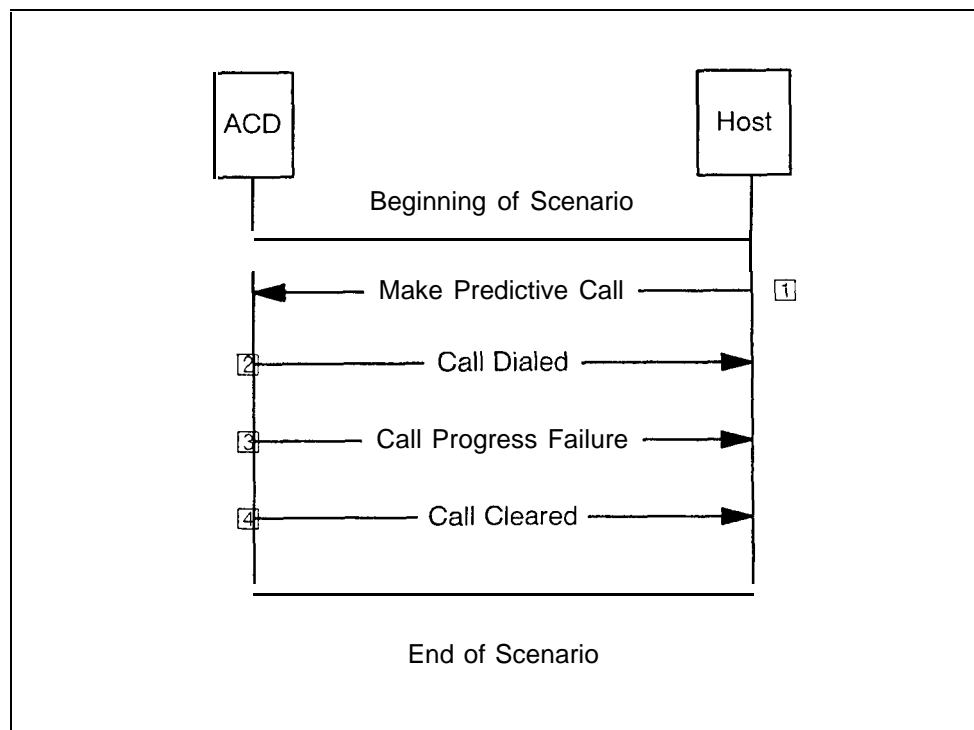 ACD
Host
Beginning of Scenario
Make Predictive Call
1
2
Call Dialed
3
Call Progress Failure
4
Call Cleared
End of Scenario